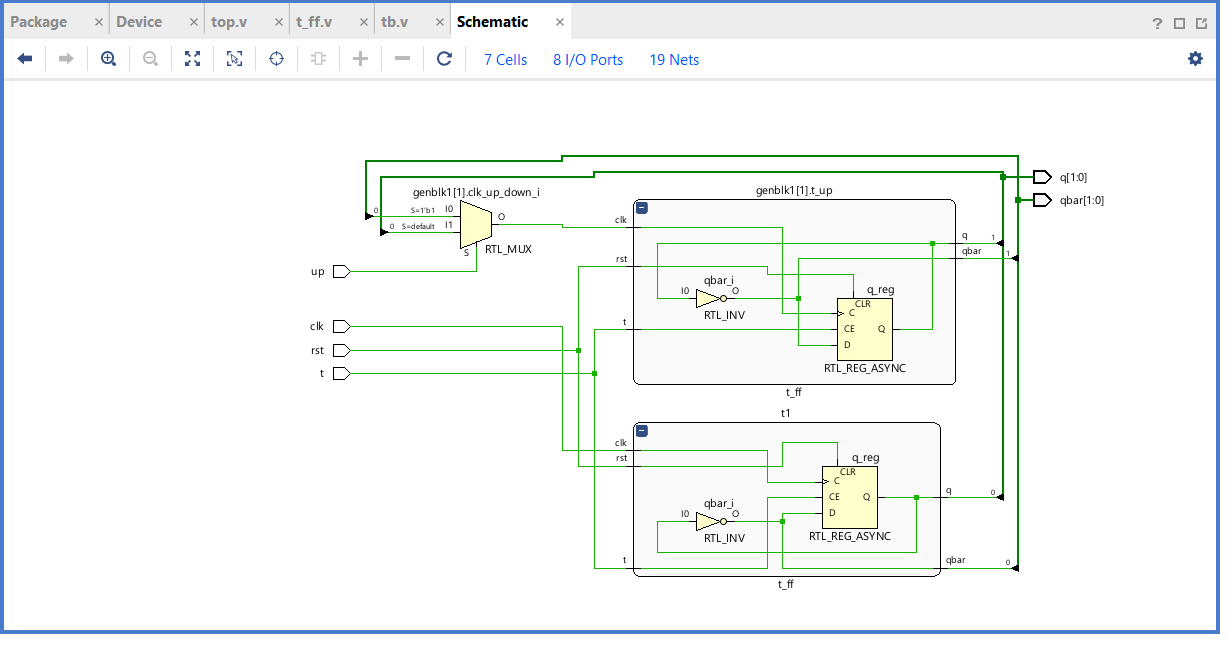 Package × Device × top.v × t_ff.v × tb.v × Schematic × ?
7 Cells 8 I/O Ports 19 Nets
genblk1[1].clk_up_down_i
0 S=1'b1 I0
0 S=default I1
O
S
RTL_MUX
up
clk
rst
t
genblk1[1].t_up
clk
rst
t
qbar_i
I0 O
RTL_INV
q_reg
CLR
C
CE Q
D
RTL_REG_ASYNC
q 1
qbar 1
t_ff
q[1:0]
qbar[1:0]
t1
clk
rst
t
q_reg
CLR
C
CE Q
D
RTL_REG_ASYNC
qbar_i
I0 O
RTL_INV
q 0
qbar 0
t_ff